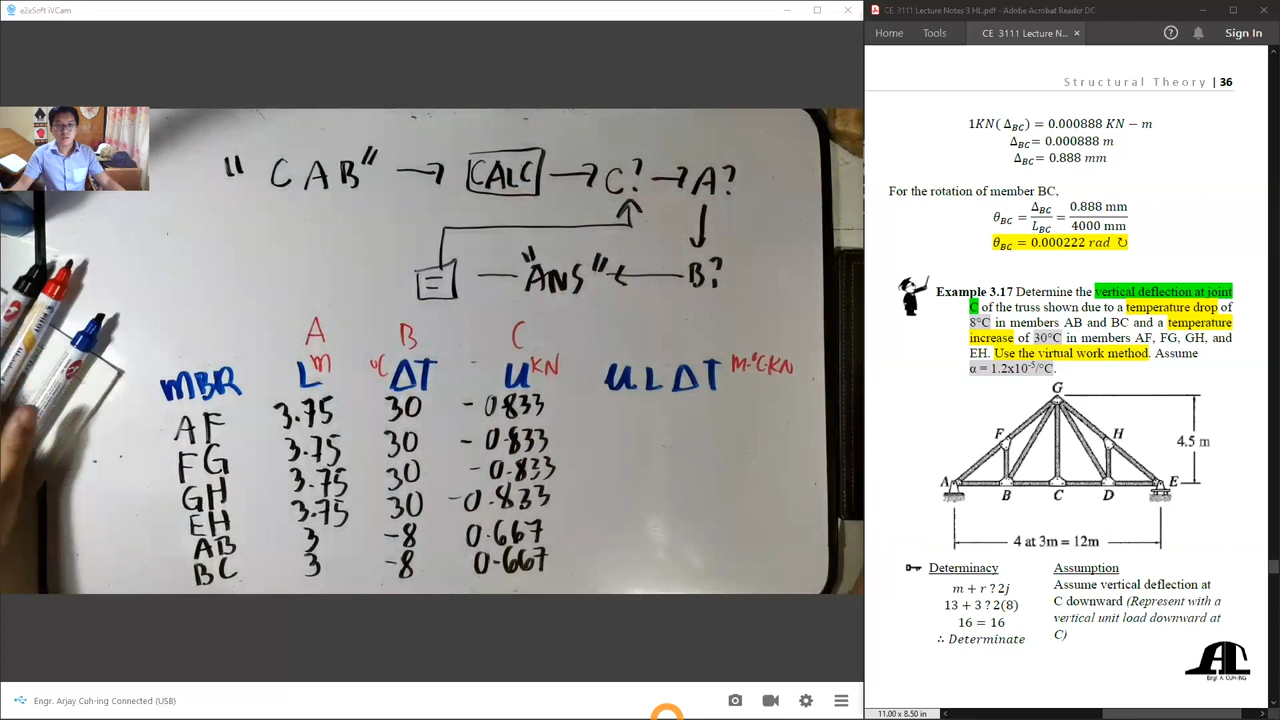 e2eSoft iVCam
"CAB" → CALC → C? → A?
= — "ANS" ← B?
A B C
MBR L m °C ΔT u KN u L ΔT m-°C-KN
AF 3.75 30 -0.833
FG 3.75 30 -0.833
GH 3.75 30 -0.833
EH 3.75 30 -0.833
AB 3 -8 0.667
BC 3 -8 0.667
Engr. Arjay Cuh-ing Connected (USB)
CE 3111 Lecture Notes 3 HL.pdf - Adobe Acrobat Reader DC
Home Tools CE 3111 Lecture N... × Sign In
Structural Theory | 36
1KN(Δ_BC) = 0.000888 KN − m
Δ_BC = 0.000888 m
Δ_BC = 0.888 mm
For the rotation of member BC,
θ_BC = Δ_BC / L_BC = 0.888 mm / 4000 mm
θ_BC = 0.000222 rad ↻
Example 3.17 Determine the vertical deflection at joint
C of the truss shown due to a temperature drop of
8°C in members AB and BC and a temperature
increase of 30°C in members AF, FG, GH, and
EH. Use the virtual work method. Assume
α = 1.2x10⁻⁵/°C.
G
F H
4.5 m
A E
B C D
4 at 3m = 12m
Determinacy
m + r ? 2j
13 + 3 ? 2(8)
16 = 16
∴ Determinate
Assumption
Assume vertical deflection at
C downward (Represent with a
vertical unit load downward at
C)
Engr A. CUH-ING
11.00 x 8.50 in